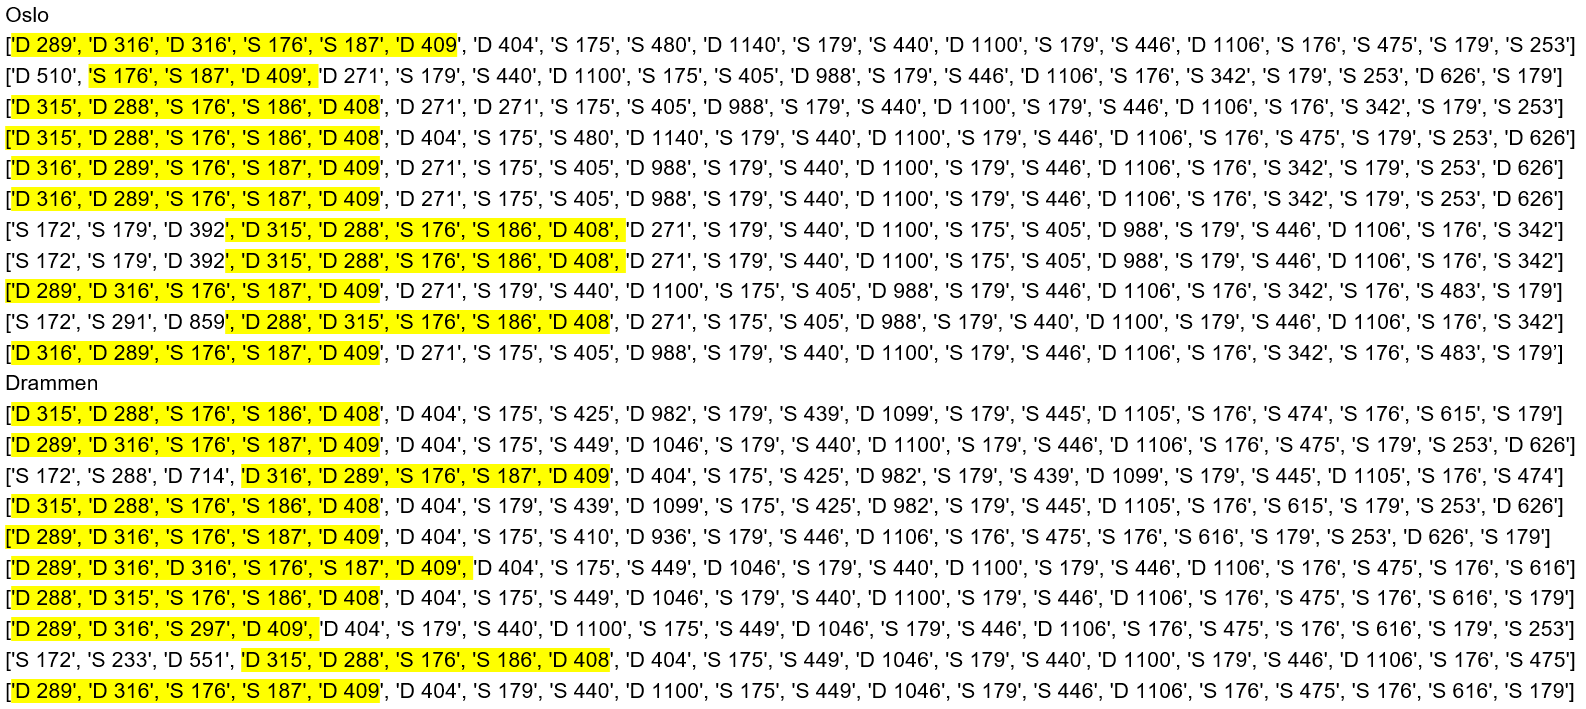 Oslo
['D 289', 'D 316', 'D 316', 'S 176', 'S 187', 'D 409', 'D 404', 'S 175', 'S 480', 'D 1140', 'S 179', 'S 440', 'D 1100', 'S 179', 'S 446', 'D 1106', 'S 176', 'S 475', 'S 179', 'S 253']
['D 510', 'S 176', 'S 187', 'D 409', 'D 271', 'S 179', 'S 440', 'D 1100', 'S 175', 'S 405', 'D 988', 'S 179', 'S 446', 'D 1106', 'S 176', 'S 342', 'S 179', 'S 253', 'D 626', 'S 179']
['D 315', 'D 288', 'S 176', 'S 186', 'D 408', 'D 271', 'D 271', 'S 175', 'S 405', 'D 988', 'S 179', 'S 440', 'D 1100', 'S 179', 'S 446', 'D 1106', 'S 176', 'S 342', 'S 179', 'S 253']
['D 315', 'D 288', 'S 176', 'S 186', 'D 408', 'D 404', 'S 175', 'S 480', 'D 1140', 'S 179', 'S 440', 'D 1100', 'S 179', 'S 446', 'D 1106', 'S 176', 'S 475', 'S 179', 'S 253', 'D 626']
['D 316', 'D 289', 'S 176', 'S 187', 'D 409', 'D 271', 'S 175', 'S 405', 'D 988', 'S 179', 'S 440', 'D 1100', 'S 179', 'S 446', 'D 1106', 'S 176', 'S 342', 'S 179', 'S 253', 'D 626']
['D 316', 'D 289', 'S 176', 'S 187', 'D 409', 'D 271', 'S 175', 'S 405', 'D 988', 'S 179', 'S 440', 'D 1100', 'S 179', 'S 446', 'D 1106', 'S 176', 'S 342', 'S 179', 'S 253', 'D 626']
['S 172', 'S 179', 'D 392', 'D 315', 'D 288', 'S 176', 'S 186', 'D 408', 'D 271', 'S 179', 'S 440', 'D 1100', 'S 175', 'S 405', 'D 988', 'S 179', 'S 446', 'D 1106', 'S 176', 'S 342']
['S 172', 'S 179', 'D 392', 'D 315', 'D 288', 'S 176', 'S 186', 'D 408', 'D 271', 'S 179', 'S 440', 'D 1100', 'S 175', 'S 405', 'D 988', 'S 179', 'S 446', 'D 1106', 'S 176', 'S 342']
['D 289', 'D 316', 'S 176', 'S 187', 'D 409', 'D 271', 'S 179', 'S 440', 'D 1100', 'S 175', 'S 405', 'D 988', 'S 179', 'S 446', 'D 1106', 'S 176', 'S 342', 'S 176', 'S 483', 'S 179']
['S 172', 'S 291', 'D 859', 'D 288', 'D 315', 'S 176', 'S 186', 'D 408', 'D 271', 'S 175', 'S 405', 'D 988', 'S 179', 'S 440', 'D 1100', 'S 179', 'S 446', 'D 1106', 'S 176', 'S 342']
['D 316', 'D 289', 'S 176', 'S 187', 'D 409', 'D 271', 'S 175', 'S 405', 'D 988', 'S 179', 'S 440', 'D 1100', 'S 179', 'S 446', 'D 1106', 'S 176', 'S 342', 'S 176', 'S 483', 'S 179']
Drammen
['D 315', 'D 288', 'S 176', 'S 186', 'D 408', 'D 404', 'S 175', 'S 425', 'D 982', 'S 179', 'S 439', 'D 1099', 'S 179', 'S 445', 'D 1105', 'S 176', 'S 474', 'S 176', 'S 615', 'S 179']
['D 289', 'D 316', 'S 176', 'S 187', 'D 409', 'D 404', 'S 175', 'S 449', 'D 1046', 'S 179', 'S 440', 'D 1100', 'S 179', 'S 446', 'D 1106', 'S 176', 'S 475', 'S 179', 'S 253', 'D 626']
['S 172', 'S 288', 'D 714', 'D 316', 'D 289', 'S 176', 'S 187', 'D 409', 'D 404', 'S 175', 'S 425', 'D 982', 'S 179', 'S 439', 'D 1099', 'S 179', 'S 445', 'D 1105', 'S 176', 'S 474']
['D 315', 'D 288', 'S 176', 'S 186', 'D 408', 'D 404', 'S 179', 'S 439', 'D 1099', 'S 175', 'S 425', 'D 982', 'S 179', 'S 445', 'D 1105', 'S 176', 'S 615', 'S 179', 'S 253', 'D 626']
['D 289', 'D 316', 'S 176', 'S 187', 'D 409', 'D 404', 'S 175', 'S 410', 'D 936', 'S 179', 'S 446', 'D 1106', 'S 176', 'S 475', 'S 176', 'S 616', 'S 179', 'S 253', 'D 626', 'S 179']
['D 289', 'D 316', 'D 316', 'S 176', 'S 187', 'D 409', 'D 404', 'S 175', 'S 449', 'D 1046', 'S 179', 'S 440', 'D 1100', 'S 179', 'S 446', 'D 1106', 'S 176', 'S 475', 'S 176', 'S 616']
['D 288', 'D 315', 'S 176', 'S 186', 'D 408', 'D 404', 'S 175', 'S 449', 'D 1046', 'S 179', 'S 440', 'D 1100', 'S 179', 'S 446', 'D 1106', 'S 176', 'S 475', 'S 176', 'S 616', 'S 179']
['D 289', 'D 316', 'S 297', 'D 409', 'D 404', 'S 179', 'S 440', 'D 1100', 'S 175', 'S 449', 'D 1046', 'S 179', 'S 446', 'D 1106', 'S 176', 'S 475', 'S 176', 'S 616', 'S 179', 'S 253']
['S 172', 'S 233', 'D 551', 'D 315', 'D 288', 'S 176', 'S 186', 'D 408', 'D 404', 'S 175', 'S 449', 'D 1046', 'S 179', 'S 440', 'D 1100', 'S 179', 'S 446', 'D 1106', 'S 176', 'S 475']
['D 289', 'D 316', 'S 176', 'S 187', 'D 409', 'D 404', 'S 179', 'S 440', 'D 1100', 'S 175', 'S 449', 'D 1046', 'S 179', 'S 446', 'D 1106', 'S 176', 'S 475', 'S 176', 'S 616', 'S 179']